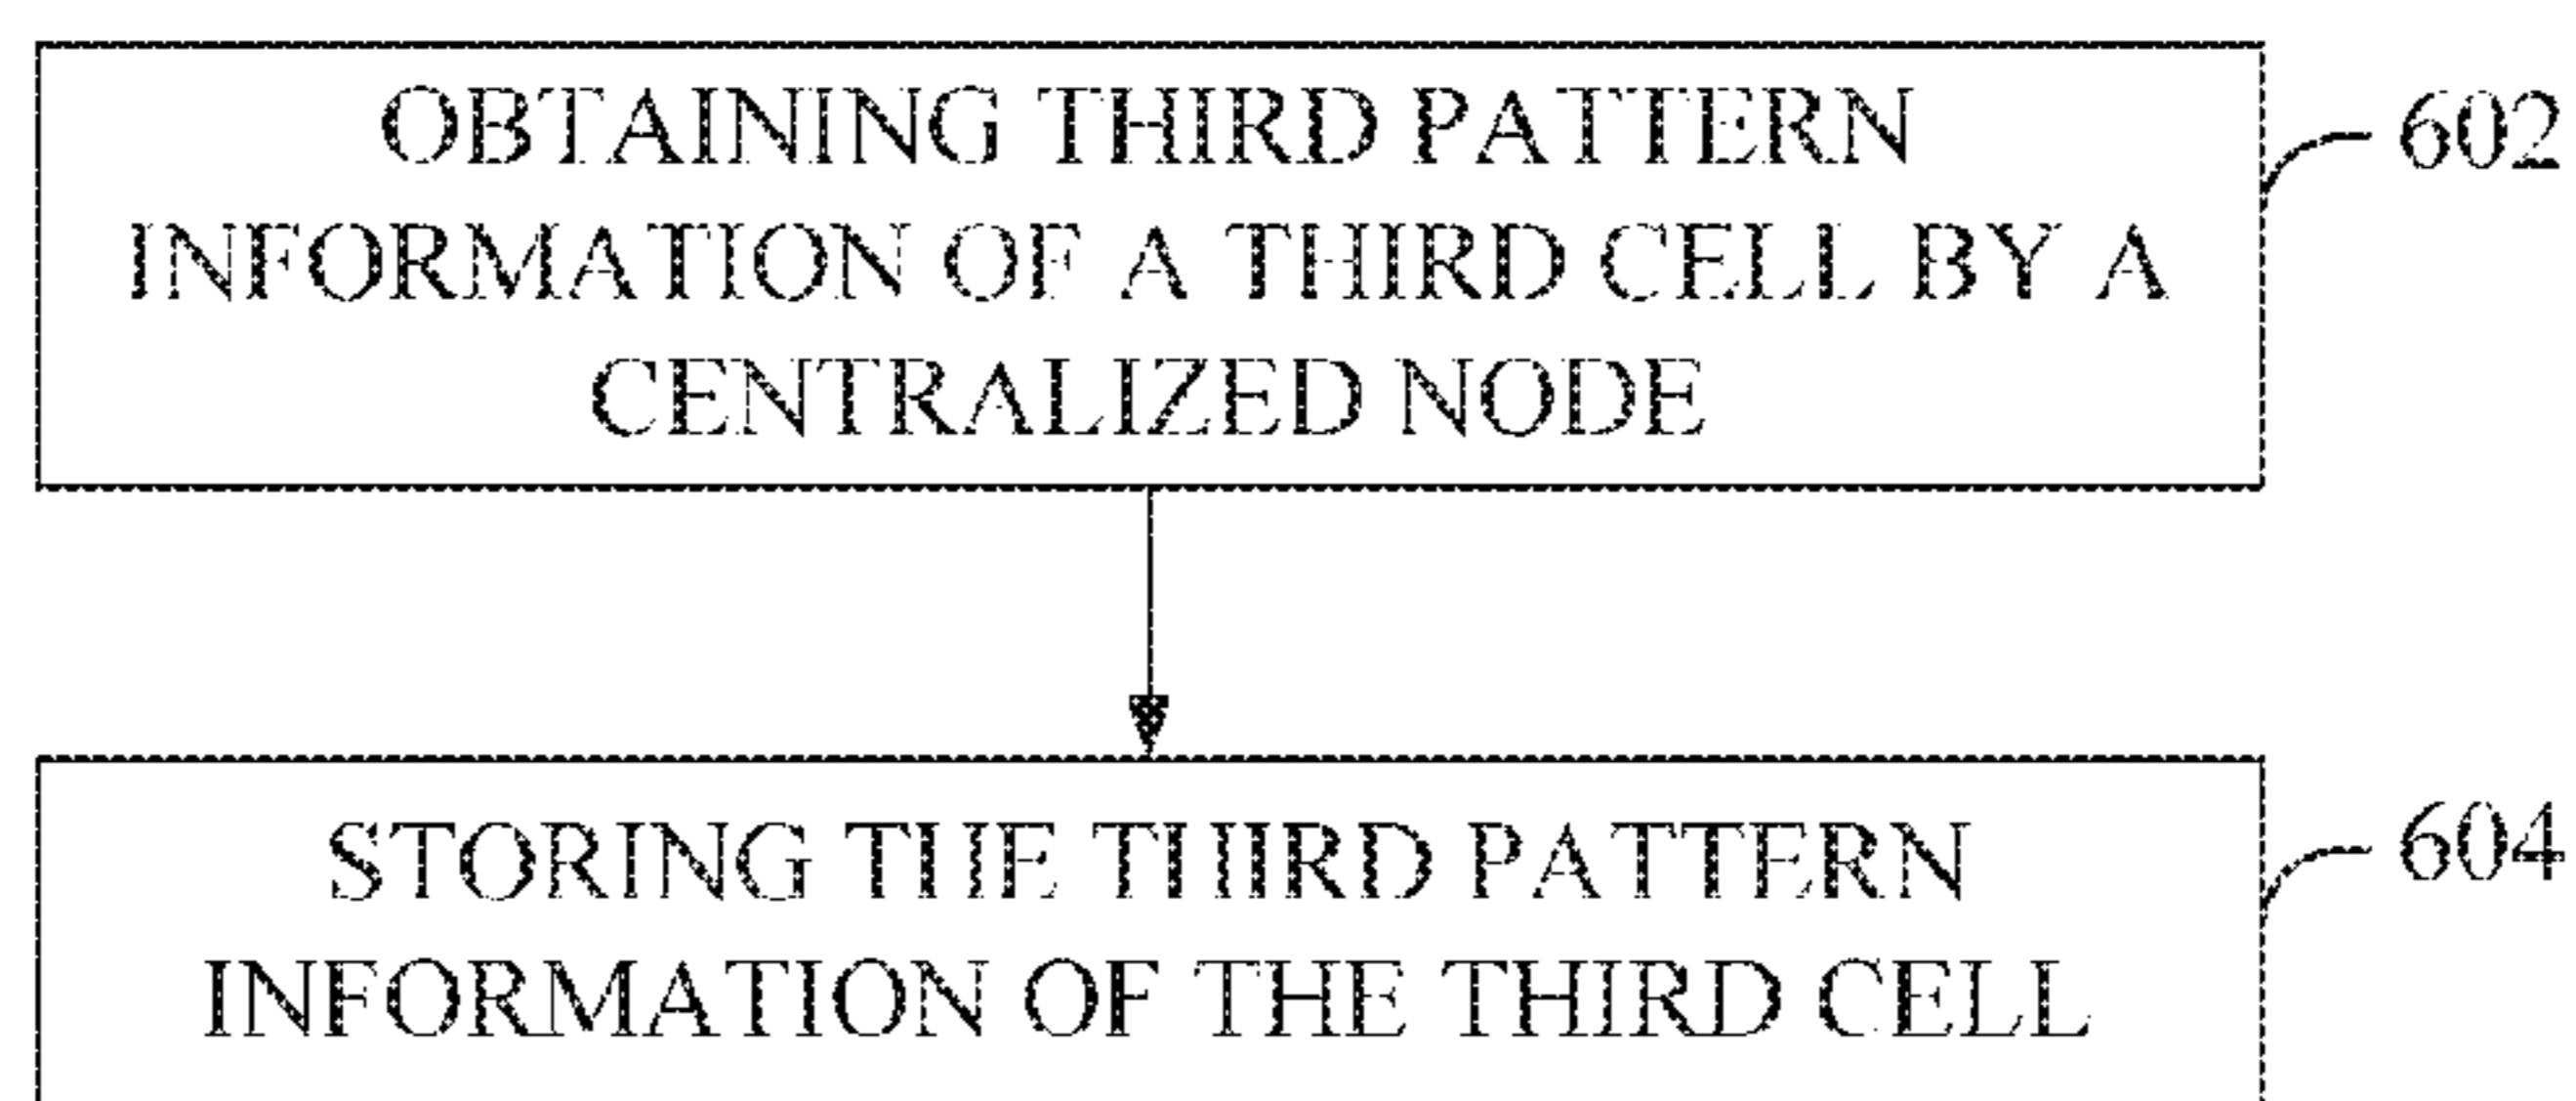 OBTAINING THIRD PATTERN
602
INFORMATION OF A THIRD CELL BY A
CENTRALIZED NODE
STORING THE THIRD PATTERN
604
INFORMATION OF THE THIRD CELL